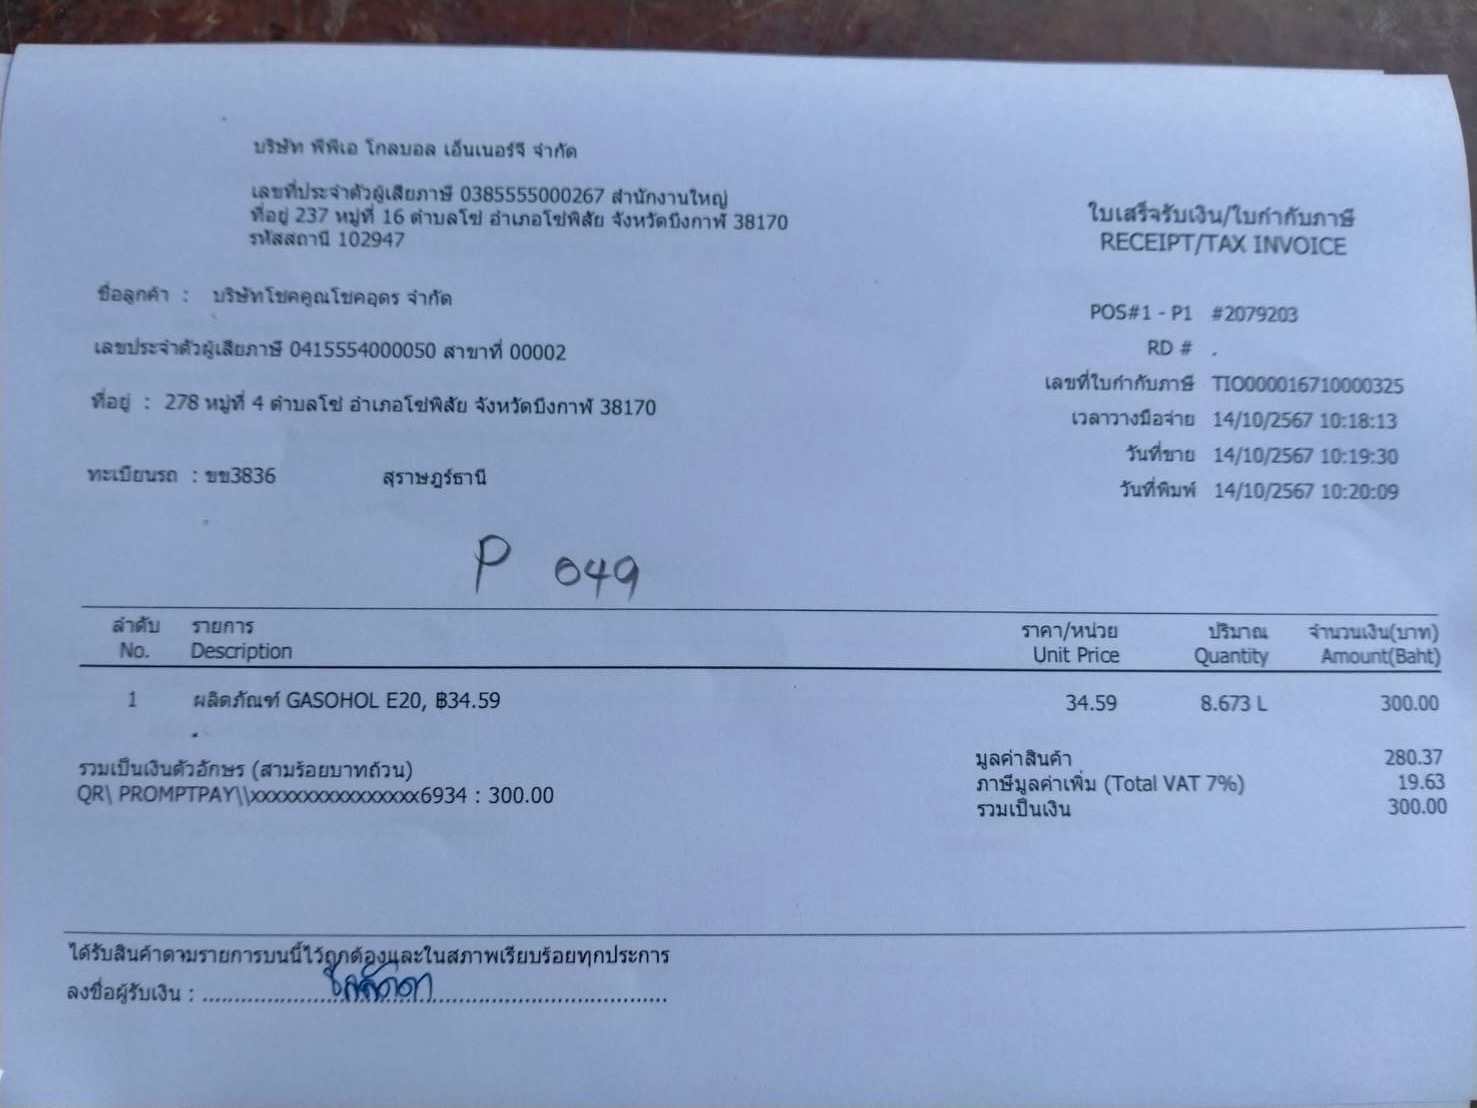 บริษัท พีพีเอ โกลบอล เอ็นเนอร์จี จำกัด
เลขที่ประจำตัวผู้เสียภาษี 0385555000267 สำนักงานใหญ่
ที่อยู่ 237 หมู่ที่ 16 ตำบลโซ่ อำเภอโซ่พิสัย จังหวัดบึงกาฬ 38170
รหัสสถานี 102947
ใบเสร็จรับเงิน/ใบกำกับภาษี
RECEIPT/TAX INVOICE
ชื่อลูกค้า : บริษัทโชคคูณโชคอุดร จำกัด
เลขประจำตัวผู้เสียภาษี 0415554000050 สาขาที่ 00002
ที่อยู่ : 278 หมู่ที่ 4 ตำบลโซ่ อำเภอโซ่พิสัย จังหวัดบึงกาฬ 38170
ทะเบียนรถ : ขข3836 สุราษฎร์ธานี
POS#1 - P1 #2079203
RD # .
เลขที่ใบกำกับภาษี TIO000016710000325
เวลาวางมือจ่าย 14/10/2567 10:18:13
วันที่ขาย 14/10/2567 10:19:30
วันที่พิมพ์ 14/10/2567 10:20:09
P 049
ลำดับ รายการ ราคา/หน่วย ปริมาณ จำนวนเงิน(บาท)
No. Description Unit Price Quantity Amount(Baht)
1 ผลิตภัณฑ์ GASOHOL E20, ฿34.59 34.59 8.673 L 300.00
รวมเป็นเงินตัวอักษร (สามร้อยบาทถ้วน)
QR\ PROMPTPAY\\xxxxxxxxxxxxxxxx6934 : 300.00
มูลค่าสินค้า 280.37
ภาษีมูลค่าเพิ่ม (Total VAT 7%) 19.63
รวมเป็นเงิน 300.00
ได้รับสินค้าตามรายการบนนี้ไว้ถูกต้องและในสภาพเรียบร้อยทุกประการ
ลงชื่อผู้รับเงิน :